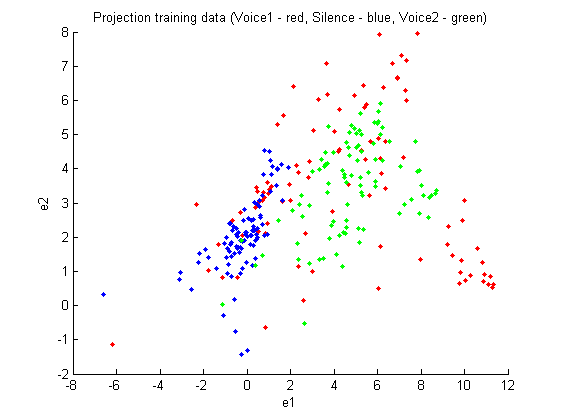 Projection training data (Voice1 - red, Silence - blue, Voice2 - green)
8
7
6
5
4
3
2
1
0
-1
-2
e2
-8 -6 -4 -2 0 2 4 6 8 10 12
e1